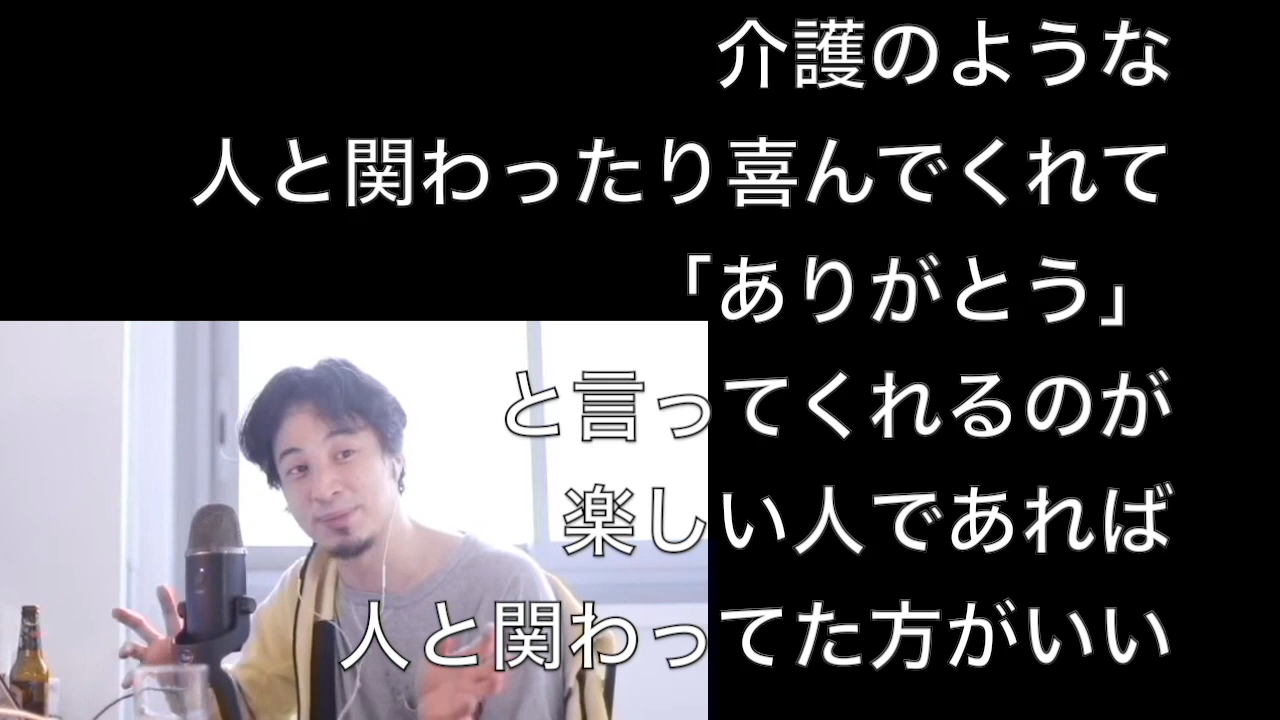 介護のような
人と関わったり喜んでくれて
「ありがとう」
と言ってくれるのが
楽しい人であれば
人と関わってた方がいい